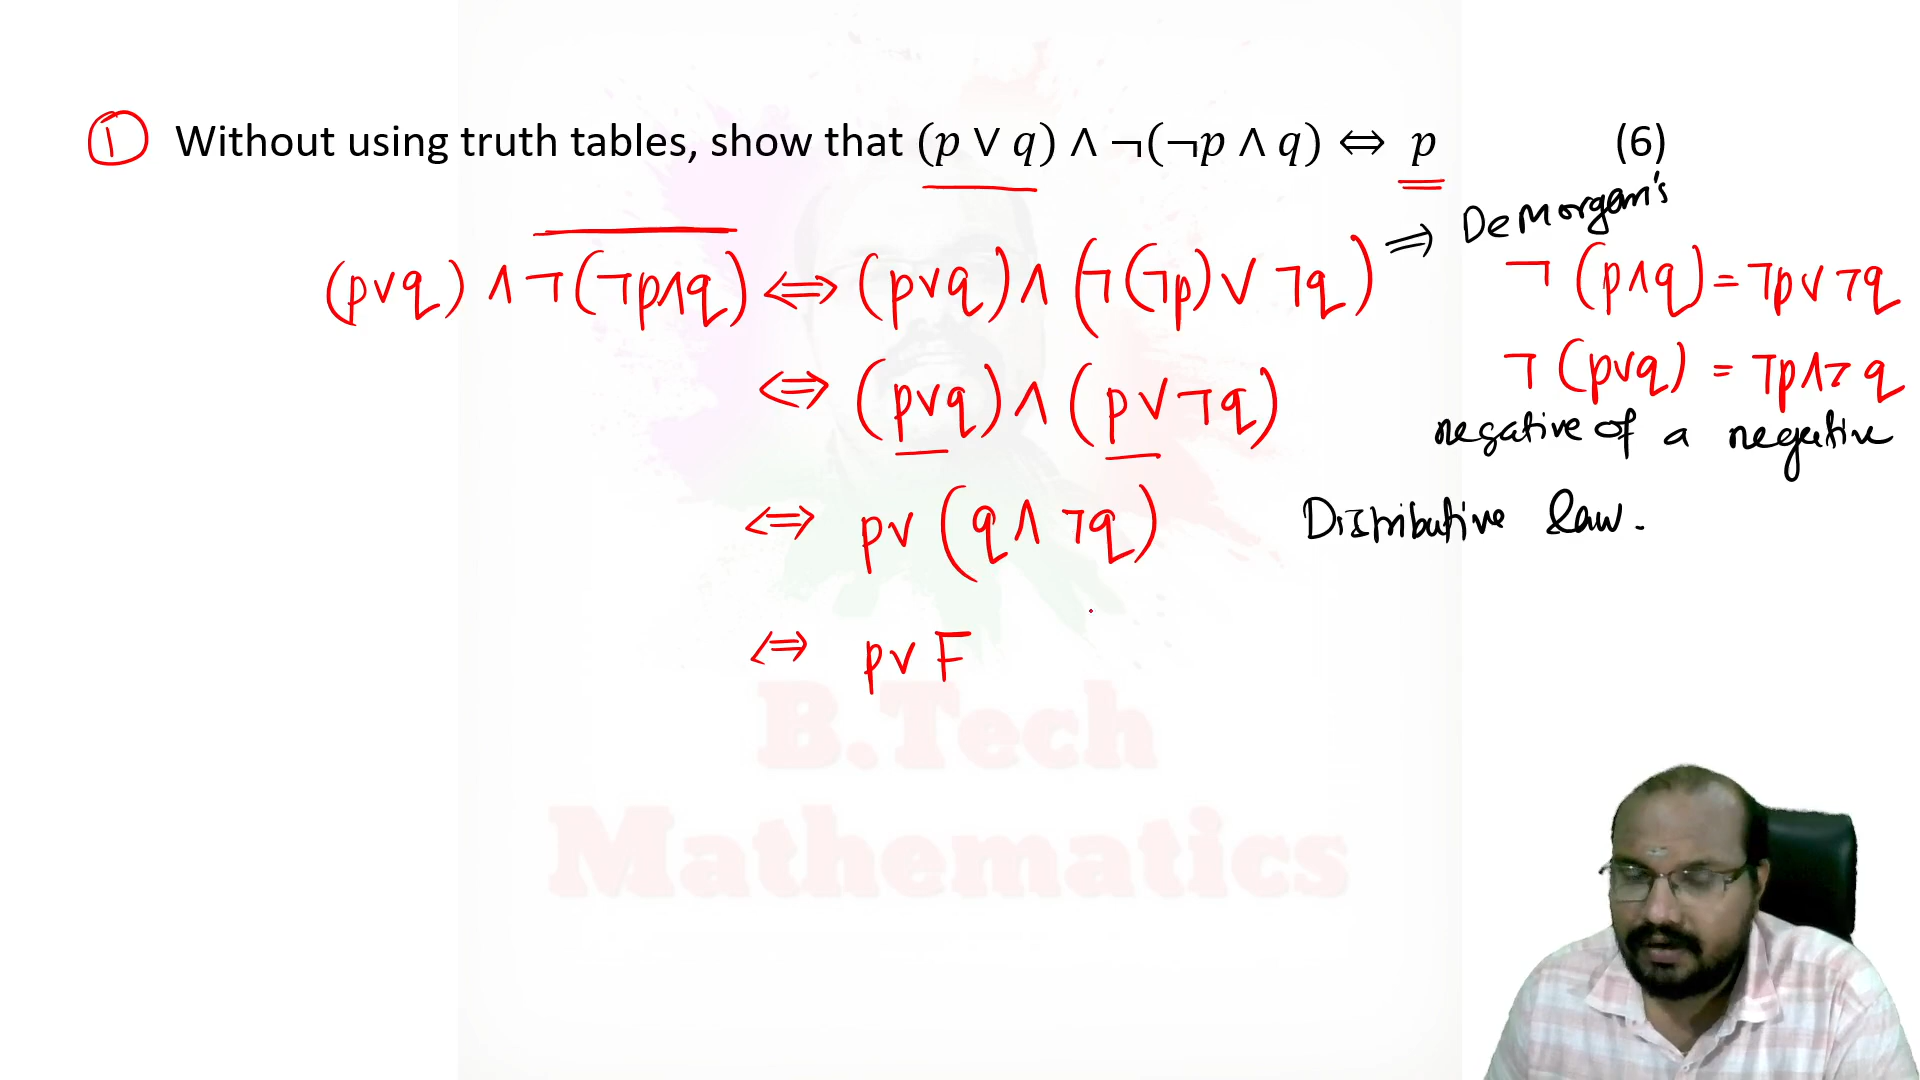 1 Without using truth tables, show that (p ∨ q) ∧ ¬(¬p ∧ q) ⇔ p (6)
⇒ DeMorgan's
(p∨q) ∧ ¬(¬p∧q) ⇔ (p∨q) ∧ (¬(¬p) ∨ ¬q)
¬ (p∧q) = ¬p ∨ ¬q
⇔ (p∨q) ∧ (p ∨ ¬q)
¬ (p∨q) = ¬p ∧ ¬q
negative of a negative
⇔ p ∨ (q ∧ ¬q) Distributive law.
⇔ p ∨ F
B.Tech
Mathematics